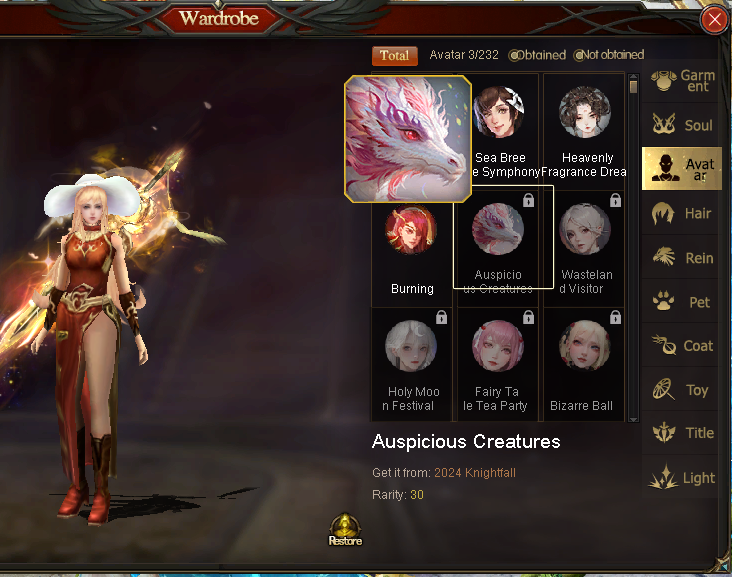 Wardrobe
Total Avatar 3/232 Obtained Not obtained
Sea Bree
e Symphony
Heavenly
Fragrance Drea
Burning
Auspicio
us Creatures
Wastelan
d Visitor
Holy Moo
n Festival
Fairy Ta
le Tea Party
Bizarre Ball
Garm
ent
Soul
Avat
ar
Hair
Rein
Pet
Coat
Toy
Title
Light
Auspicious Creatures
Get it from: 2024 Knightfall
Rarity: 30
Restore